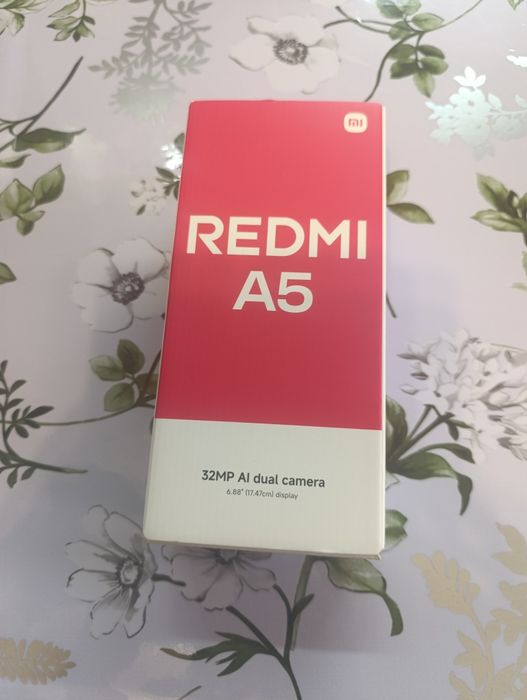 mi
REDMI
A5
32MP AI dual camera
6.88" (17.47cm) display